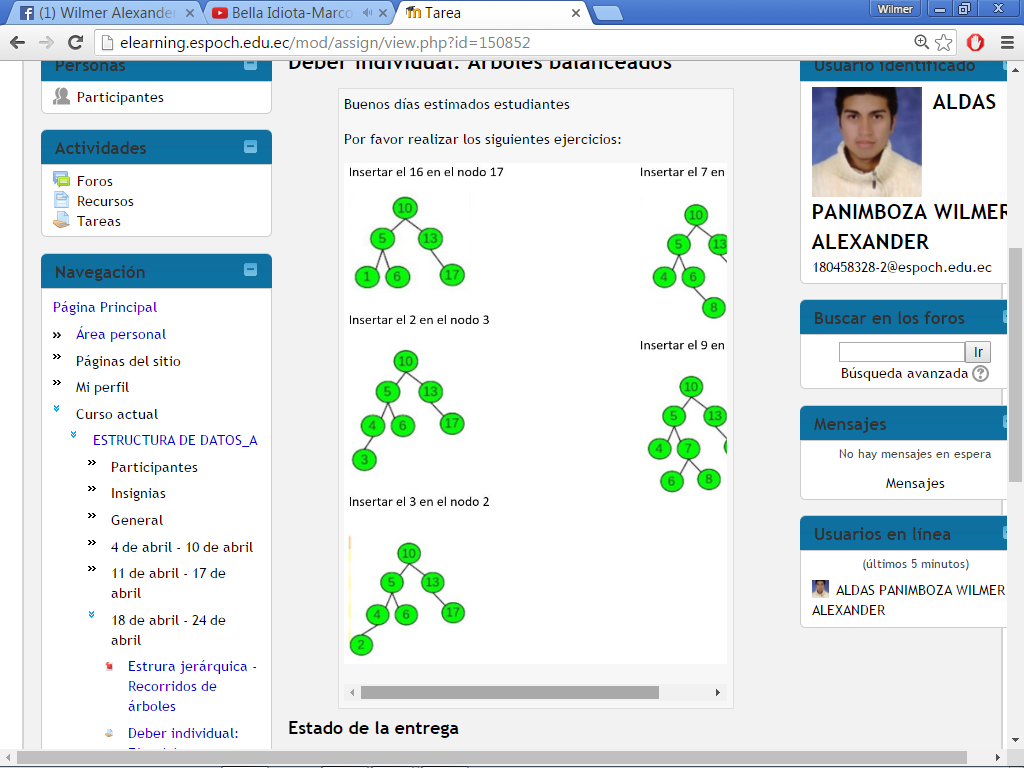 (1) Wilmer Alexander
Bella Idiota-Marco
Tarea
Wilmer
elearning.espoch.edu.ec/mod/assign/view.php?id=150852
Personas
Participantes
Actividades
Foros
Recursos
Tareas
Navegación
Página Principal
Área personal
Páginas del sitio
Mi perfil
Curso actual
ESTRUCTURA DE DATOS_A
Participantes
Insignias
General
4 de abril - 10 de abril
11 de abril - 17 de
abril
18 de abril - 24 de
abril
Estrura jerárquica -
Recorridos de
árboles
Deber individual:
Deber individual: Árboles balanceados
Buenos días estimados estudiantes
Por favor realizar los siguientes ejercicios:
Insertar el 16 en el nodo 17
10
5 13
1 6 17
Insertar el 2 en el nodo 3
10
5 13
4 6 17
3
Insertar el 3 en el nodo 2
10
5 13
4 6 17
2
Insertar el 7 en
10
5 13
4 6
8
Insertar el 9 en
10
5 13
4 7
6 8
Estado de la entrega
Usuario identificado
ALDAS
PANIMBOZA WILMER
ALEXANDER
180458328-2@espoch.edu.ec
Buscar en los foros
Ir
Búsqueda avanzada
Mensajes
No hay mensajes en espera
Mensajes
Usuarios en línea
(últimos 5 minutos)
ALDAS PANIMBOZA WILMER
ALEXANDER